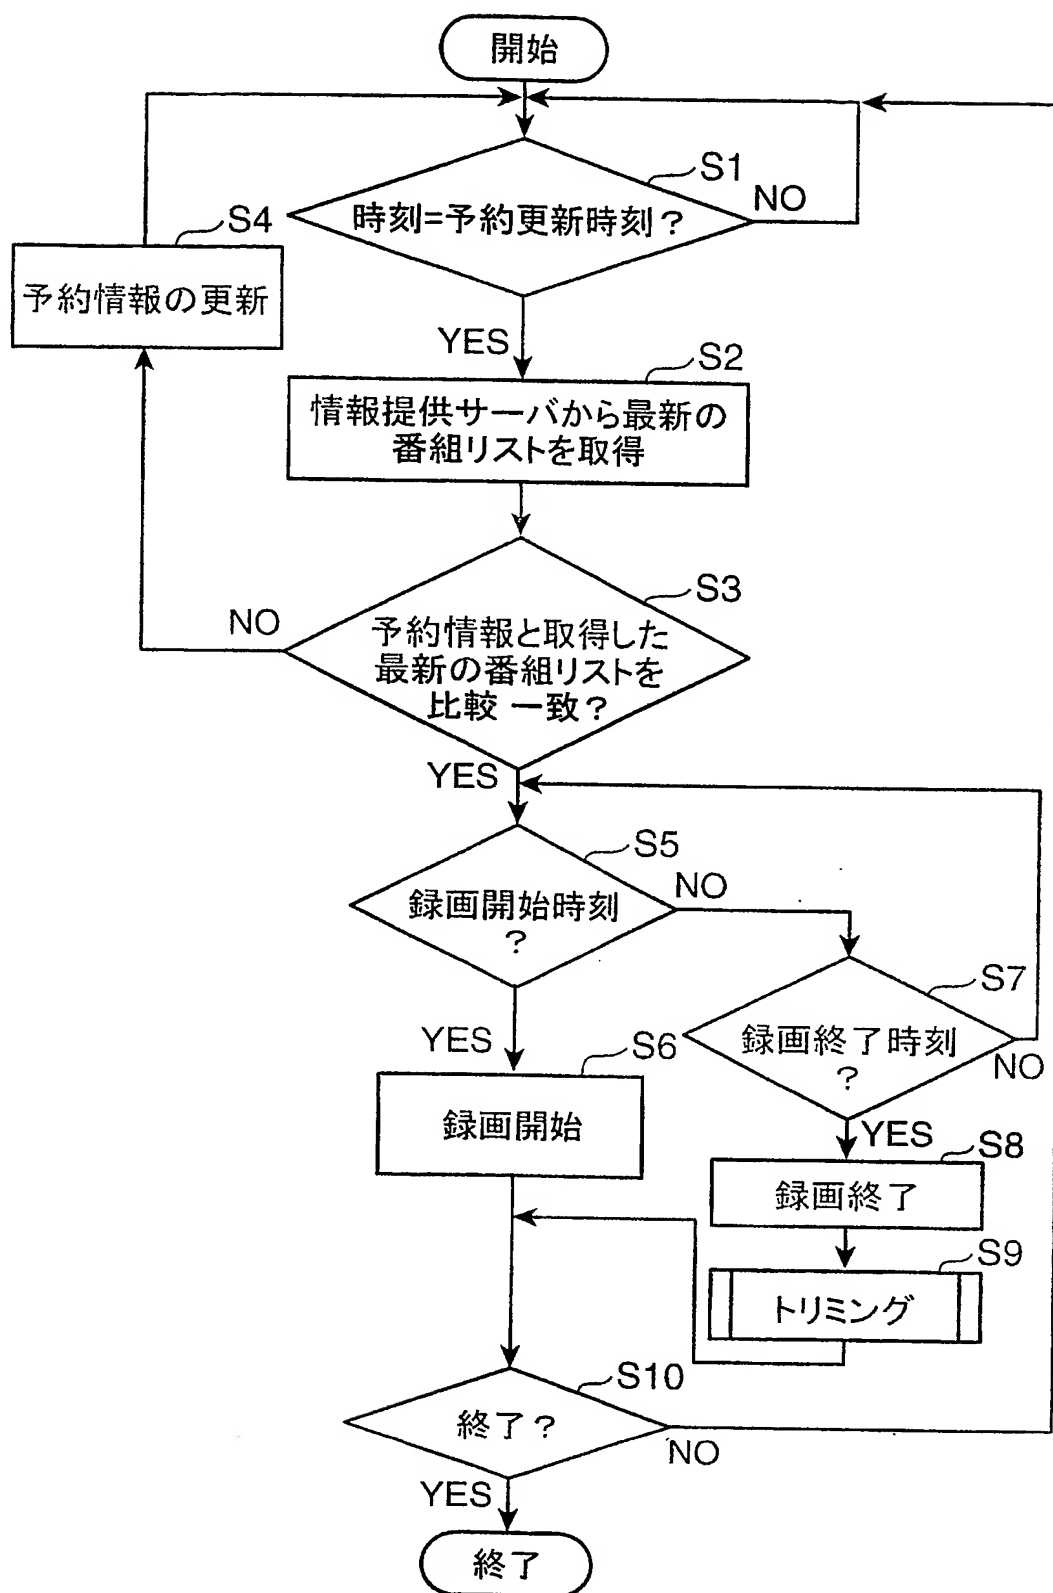 開始
S1
時刻=予約更新時刻?
NO
S4
予約情報の更新
YES
S2
情報提供サーバから最新の
番組リストを取得
S3
NO
予約情報と取得した
最新の番組リストを
比較 一致?
YES
S5
録画開始時刻
?
NO
S7
録画終了時刻
?
NO
YES
S6
録画開始
YES
S8
録画終了
S9
トリミング
S10
終了?
NO
YES
終了